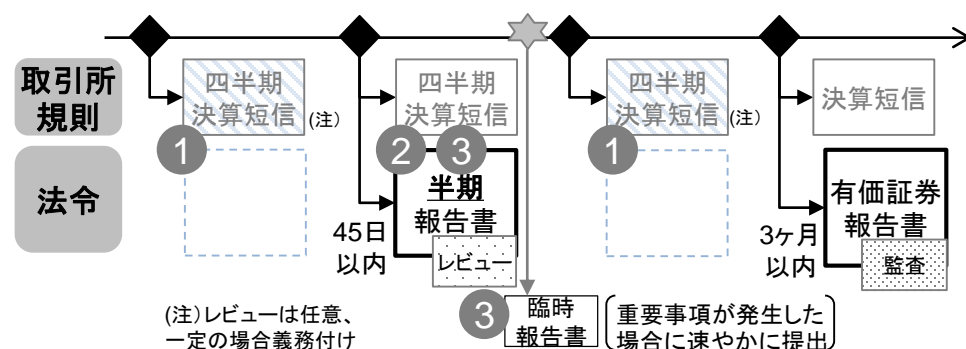 取引所
規則
四半期
決算短信
(注)
四半期
決算短信
四半期
決算短信
(注)
決算短信
1
2
3
1
法令
半期
報告書
レビュー
45日
以内
有価証券
報告書
監査
3ヶ月
以内
(注)レビューは任意、
一定の場合義務付け
3
臨時
報告書
重要事項が発生した
場合に速やかに提出